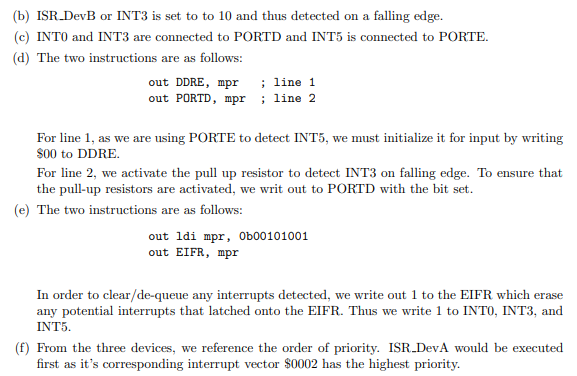 (b) ISR_DevB or INT3 is set to to 10 and thus detected on a falling edge.
(c) INT0 and INT3 are connected to PORTD and INT5 is connected to PORTE.
(d) The two instructions are as follows:
out DDRE, mpr ; line 1
out PORTD, mpr ; line 2
For line 1, as we are using PORTE to detect INT5, we must initialize it for input by writing
$00 to DDRE.
For line 2, we activate the pull up resistor to detect INT3 on falling edge. To ensure that
the pull-up resistors are activated, we writ out to PORTD with the bit set.
(e) The two instructions are as follows:
out ldi mpr, 0b00101001
out EIFR, mpr
In order to clear/de-queue any interrupts detected, we write out 1 to the EIFR which erase
any potential interrupts that latched onto the EIFR. Thus we write 1 to INT0, INT3, and
INT5.
(f) From the three devices, we reference the order of priority. ISR_DevA would be executed
first as it's corresponding interrupt vector $0002 has the highest priority.